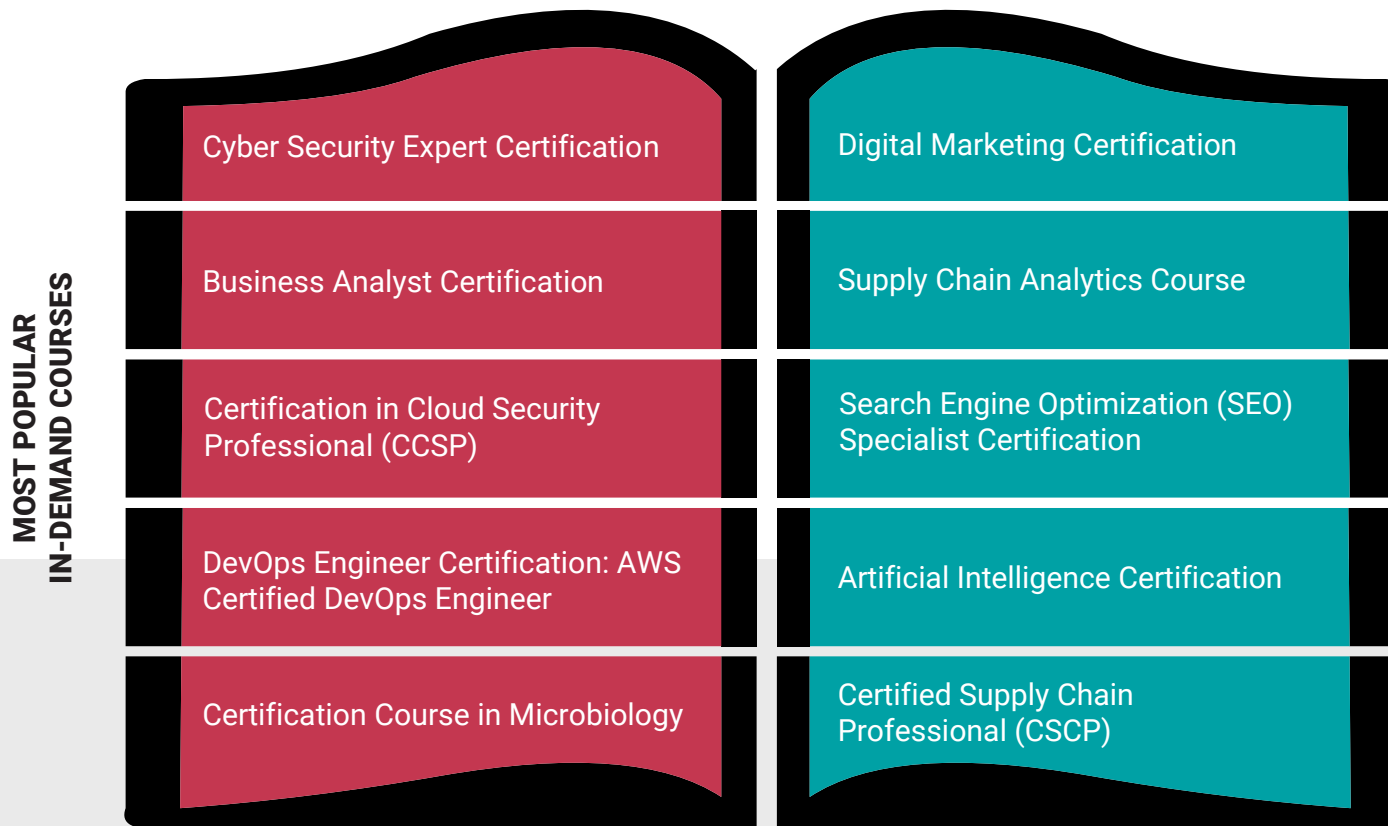 MOST POPULAR
IN-DEMAND COURSES
Cyber Security Expert Certification
Business Analyst Certification
Certification in Cloud Security
Professional (CCSP)
DevOps Engineer Certification: AWS
Certified DevOps Engineer
Certification Course in Microbiology
Digital Marketing Certification
Supply Chain Analytics Course
Search Engine Optimization (SEO)
Specialist Certification
Artificial Intelligence Certification
Certified Supply Chain
Professional (CSCP)